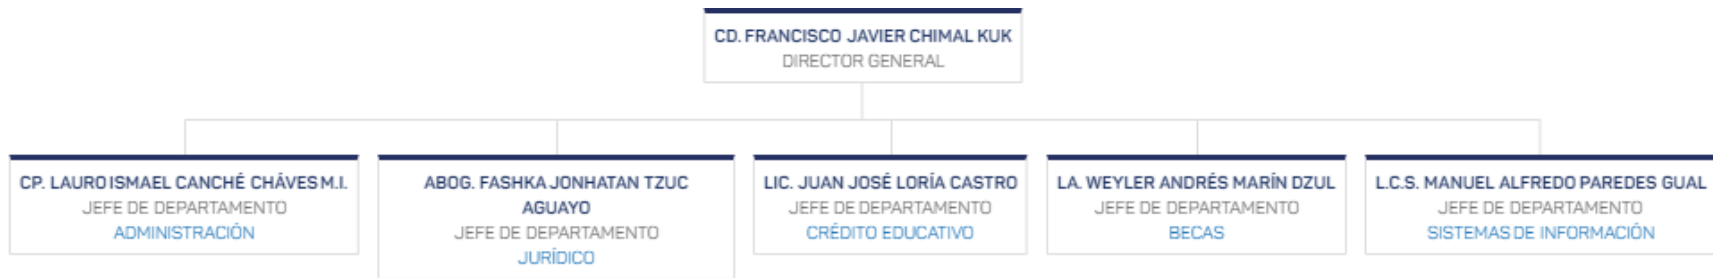 CD. FRANCISCO JAVIER CHIMAL KUK
DIRECTOR GENERAL
CP. LAURO ISMAEL CANCHÉ CHÁVES M.I.
JEFE DE DEPARTAMENTO
ADMINISTRACIÓN
ABOG. FASHKA JONHATAN TZUC
AGUAYO
JEFE DE DEPARTAMENTO
JURÍDICO
LIC. JUAN JOSÉ LORÍA CASTRO
JEFE DE DEPARTAMENTO
CRÉDITO EDUCATIVO
LA. WEYLER ANDRÉS MARÍN DZUL
JEFE DE DEPARTAMENTO
BECAS
L.C.S. MANUEL ALFREDO PAREDES GUAL
JEFE DE DEPARTAMENTO
SISTEMAS DE INFORMACIÓN